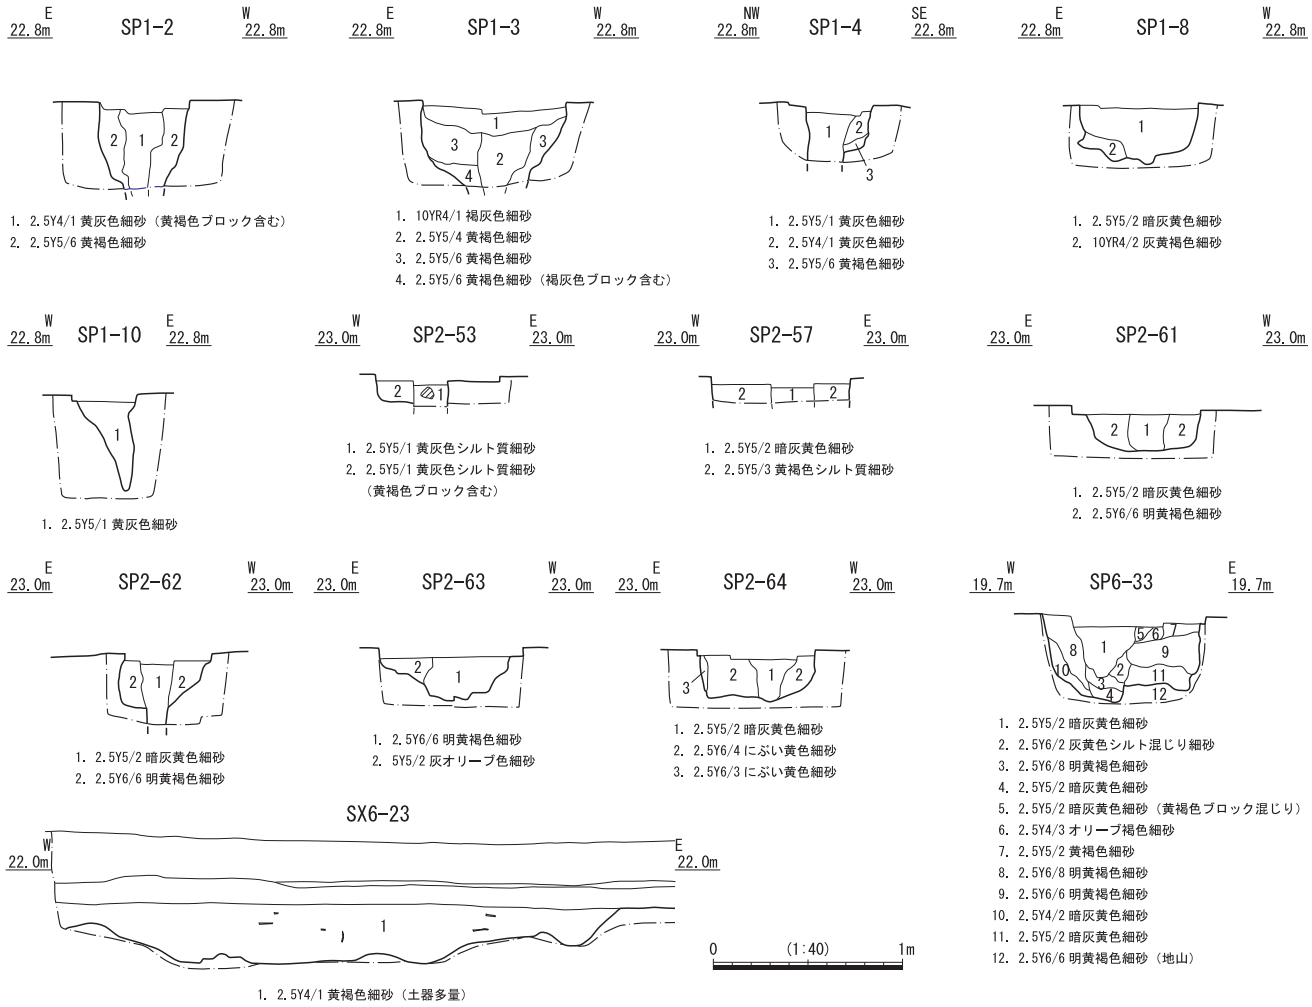 E SP1-2 W
22.8m 22.8m
2 1 2
1. 2.5Y4/1 黄灰色細砂（黄褐色ブロック含む）
2. 2.5Y5/6 黄褐色細砂
E SP1-3 W
22.8m 22.8m
1
3 2 3
4
1. 10YR4/1 褐灰色細砂
2. 2.5Y5/4 黄褐色細砂
3. 2.5Y5/6 黄褐色細砂
4. 2.5Y5/6 黄褐色細砂（褐灰色ブロック含む）
NW SP1-4 SE
22.8m 22.8m
1 2
3
1. 2.5Y5/1 黄灰色細砂
2. 2.5Y4/1 黄灰色細砂
3. 2.5Y5/6 黄褐色細砂
E SP1-8 W
22.8m 22.8m
1
2
1. 2.5Y5/2 暗灰黄色細砂
2. 10YR4/2 灰黄褐色細砂
W SP1-10 E
22.8m 22.8m
1
1. 2.5Y5/1 黄灰色細砂
W SP2-53 E
23.0m 23.0m
2 1
1. 2.5Y5/1 黄灰色シルト質細砂
2. 2.5Y5/1 黄灰色シルト質細砂
（黄褐色ブロック含む）
W SP2-57 E
23.0m 23.0m
2 1 2
1. 2.5Y5/2 暗灰黄色細砂
2. 2.5Y5/3 黄褐色シルト質細砂
E SP2-61 W
23.0m 23.0m
2 1 2
1. 2.5Y5/2 暗灰黄色細砂
2. 2.5Y6/6 明黄褐色細砂
E SP2-62 W
23.0m 23.0m
2 1 2
1. 2.5Y5/2 暗灰黄色細砂
2. 2.5Y6/6 明黄褐色細砂
E SP2-63 W
23.0m 23.0m
2 1
1. 2.5Y6/6 明黄褐色細砂
2. 5Y5/2 灰オリーブ色細砂
E SP2-64 W
23.0m 23.0m
3 2 1 2
1. 2.5Y5/2 暗灰黄色細砂
2. 2.5Y6/4 にぶい黄色細砂
3. 2.5Y6/3 にぶい黄色細砂
W SP6-33 E
19.7m 19.7m
5 6
8 1 9
10 3 2 11
4 12
1. 2.5Y5/2 暗灰黄色細砂
2. 2.5Y6/2 灰黄色シルト混じり細砂
3. 2.5Y6/8 明黄褐色細砂
4. 2.5Y5/2 暗灰黄色細砂
5. 2.5Y5/2 暗灰黄色細砂（黄褐色ブロック混じり）
6. 2.5Y4/3 オリーブ褐色細砂
7. 2.5Y5/2 黄褐色細砂
8. 2.5Y6/8 明黄褐色細砂
9. 2.5Y6/6 明黄褐色細砂
10. 2.5Y4/2 暗灰黄色細砂
11. 2.5Y5/2 暗灰黄色細砂
12. 2.5Y6/6 明黄褐色細砂（地山）
SX6-23
W E
22.0m 22.0m
1
1. 2.5Y4/1 黄褐色細砂（土器多量）
0 (1:40) 1m